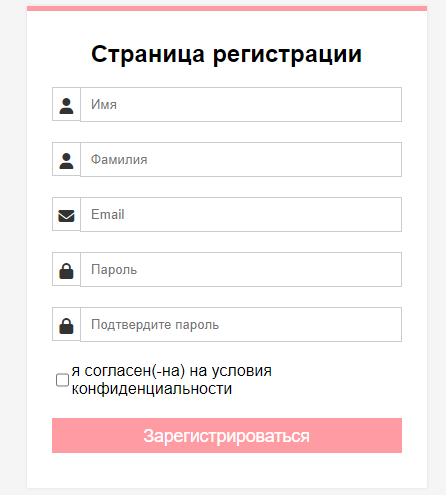 Страница регистрации
Имя
Фамилия
Email
Пароль
Подтвердите пароль
я согласен(-на) на условия
конфиденциальности
Зарегистрироваться